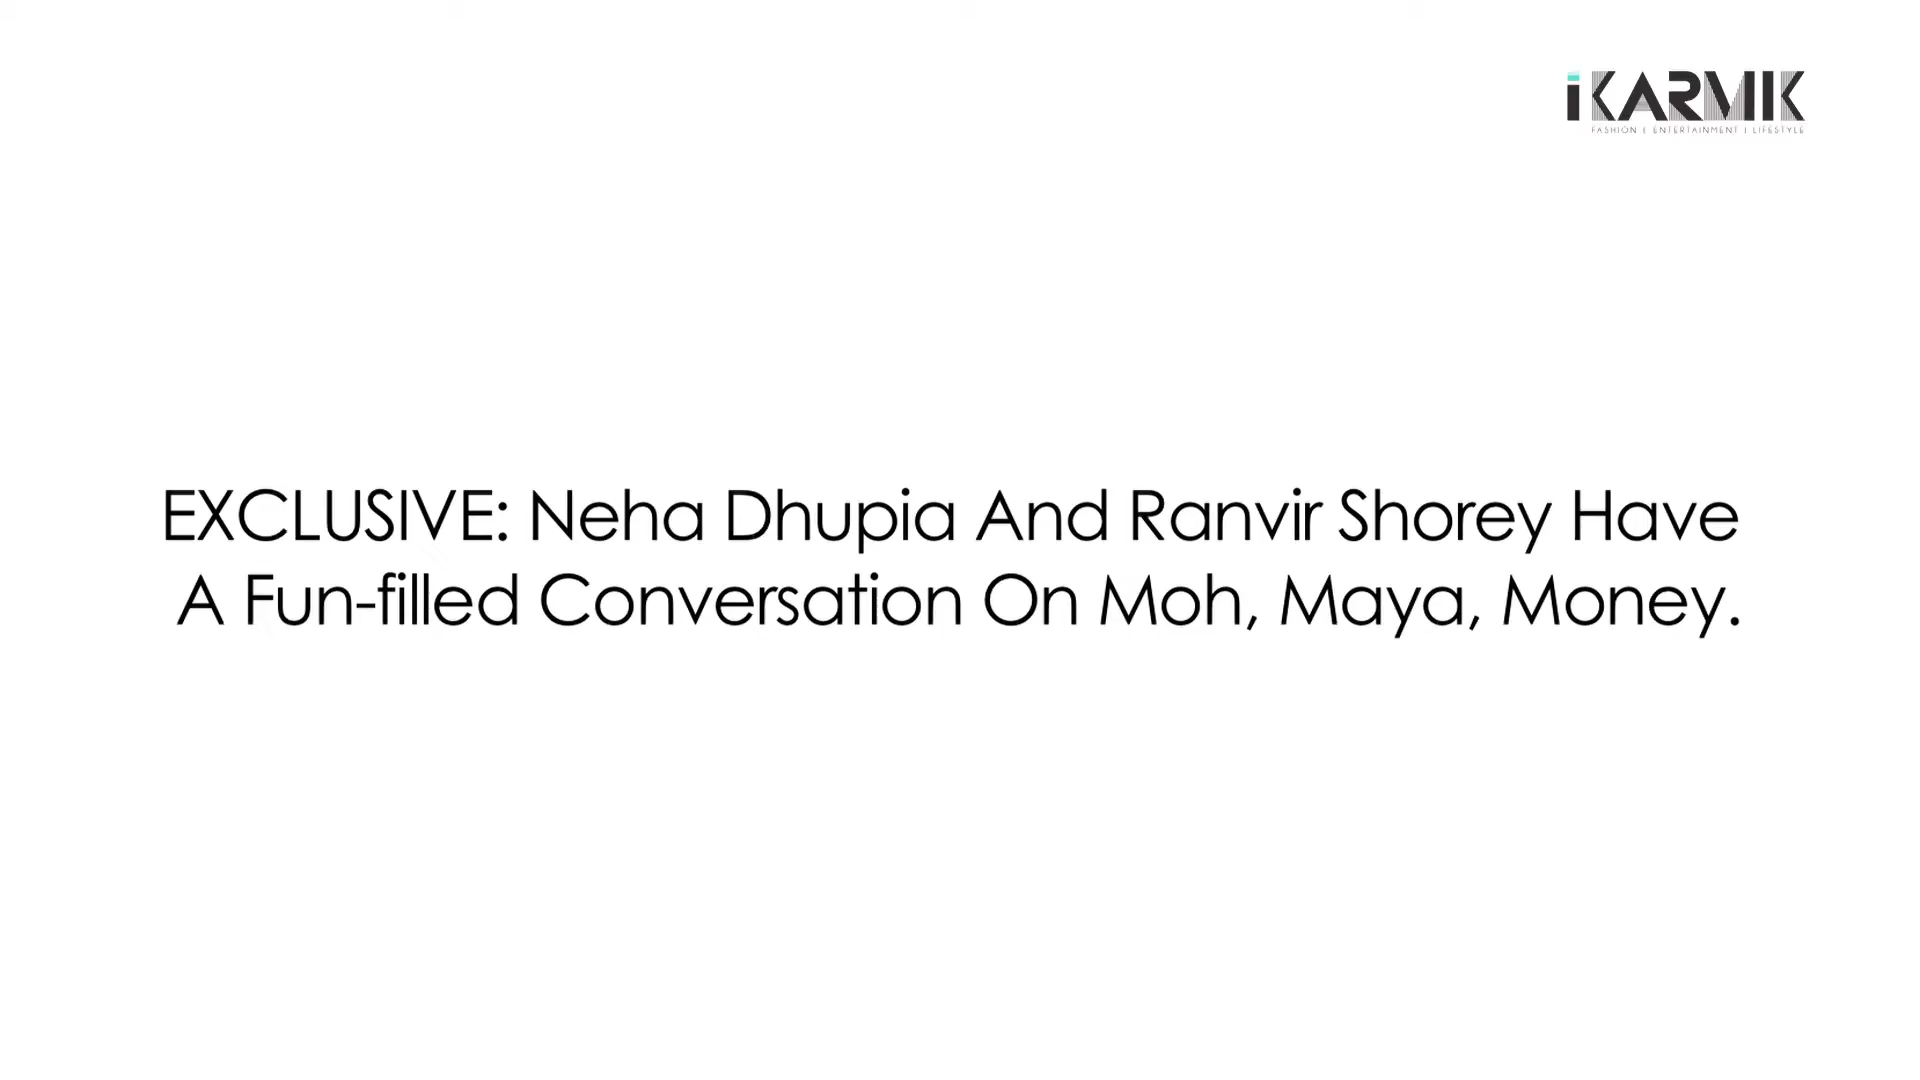 iKARMIK
FASHION | ENTERTAINMENT | LIFESTYLE
EXCLUSIVE: Neha Dhupia And Ranvir Shorey Have
A Fun-filled Conversation On Moh, Maya, Money.